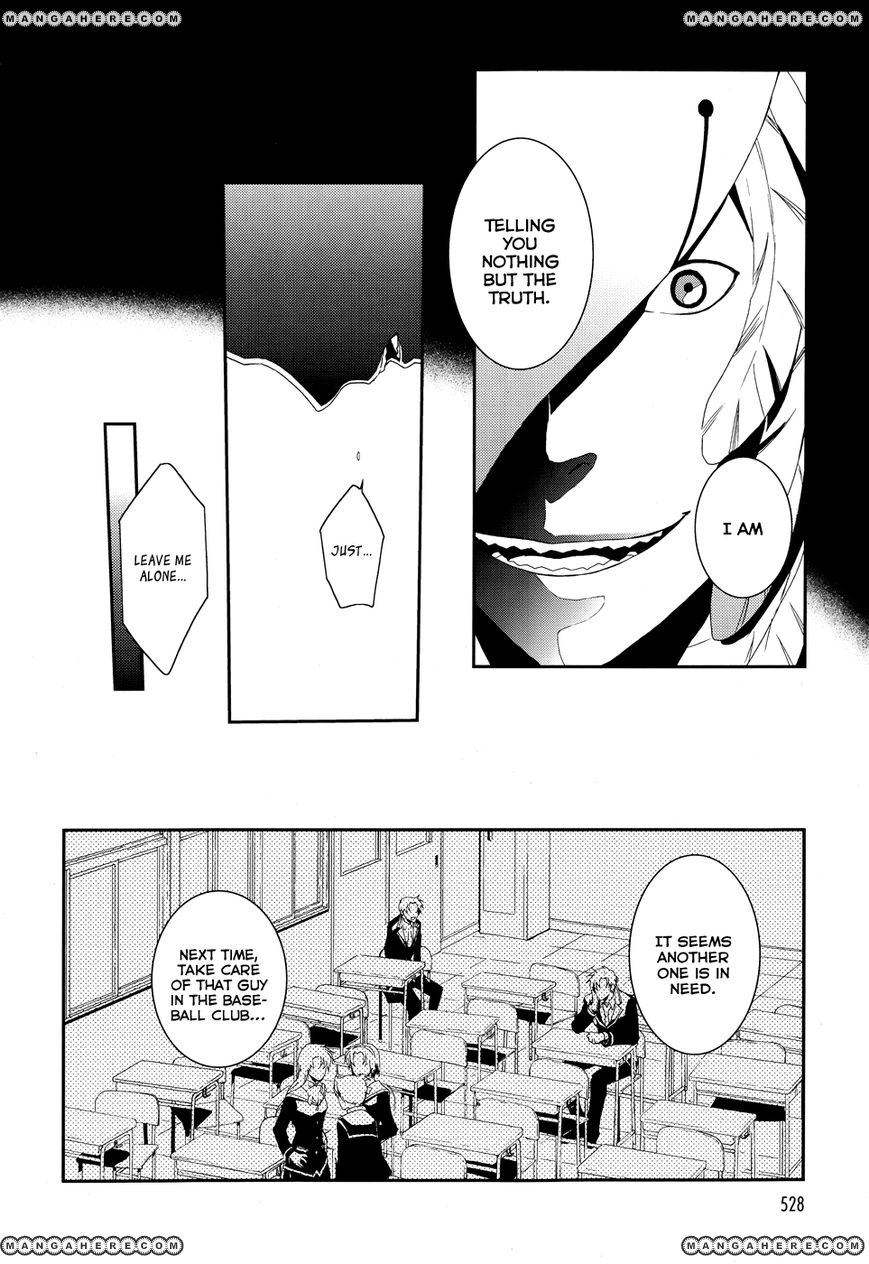 MANGAHERE.COM
MANGAHERE.COM
I AM
TELLING
YOU
NOTHING
BUT THE
TRUTH.
JUST...
LEAVE ME
ALONE...
IT SEEMS
ANOTHER
ONE IS IN
NEED.
NEXT TIME,
TAKE CARE
OF THAT GUY
IN THE BASE-
BALL CLUB...
528
MANGAHERE.COM
MANGAHERE.COM